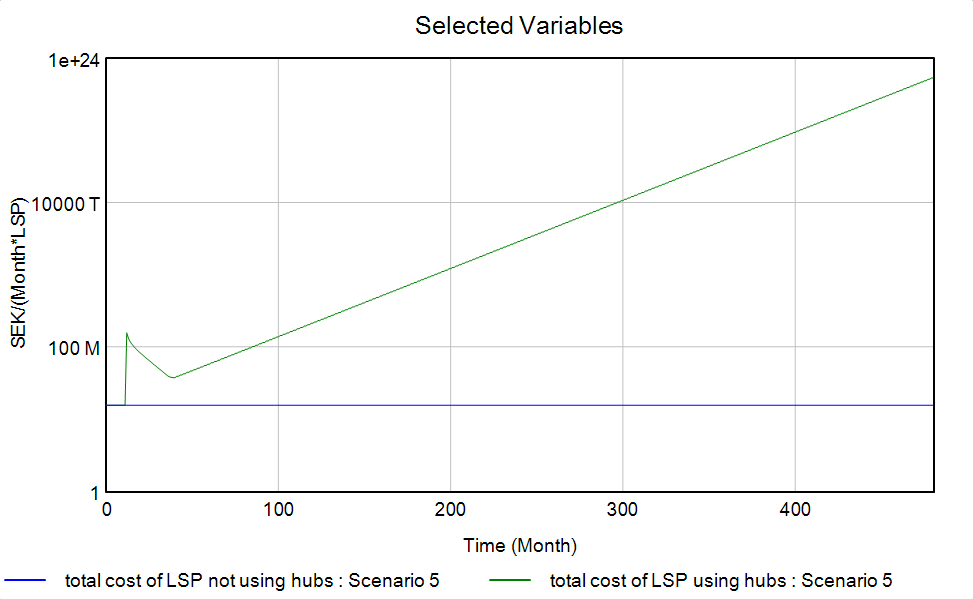 Selected Variables
1e+24
10000 T
100 M
1
SEK/(Month*LSP)
0 100 200 300 400
Time (Month)
total cost of LSP not using hubs : Scenario 5
total cost of LSP using hubs : Scenario 5